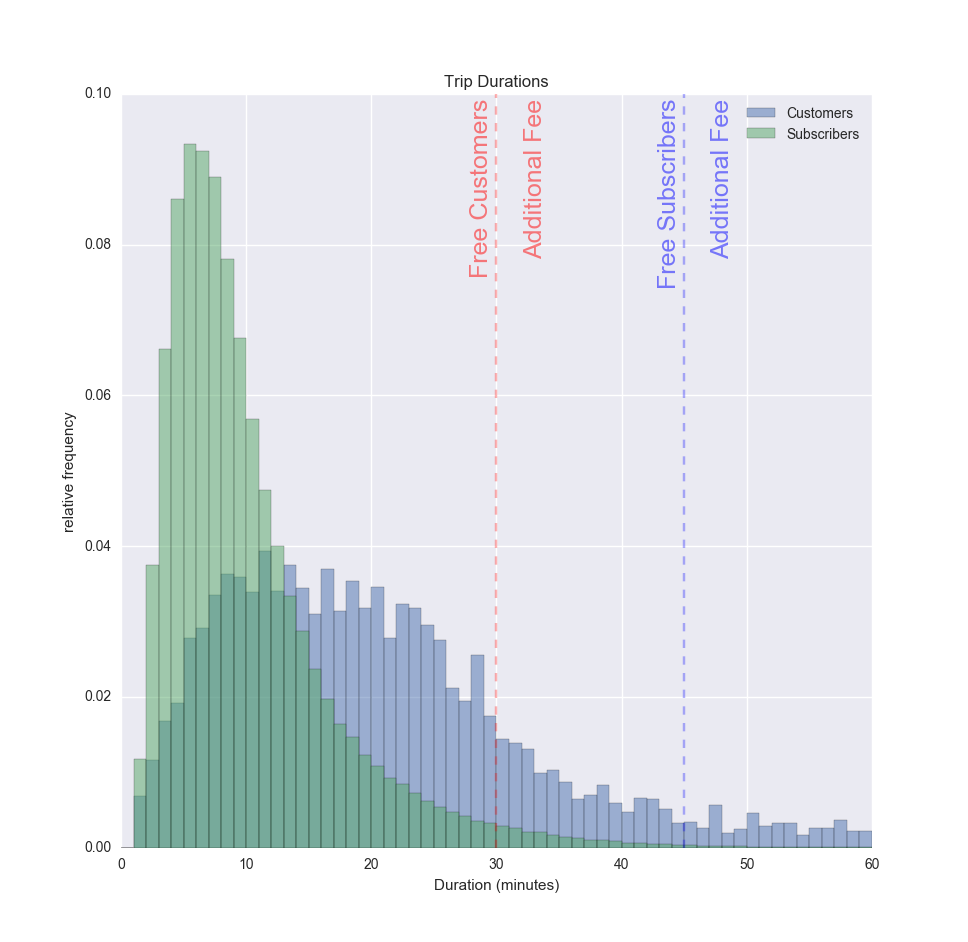 Trip Durations
Customers
Subscribers
Free Customers
Additional Fee
Free Subscribers
Additional Fee
0.10
0.08
0.06
0.04
0.02
0.00
relative frequency
0 10 20 30 40 50 60
Duration (minutes)